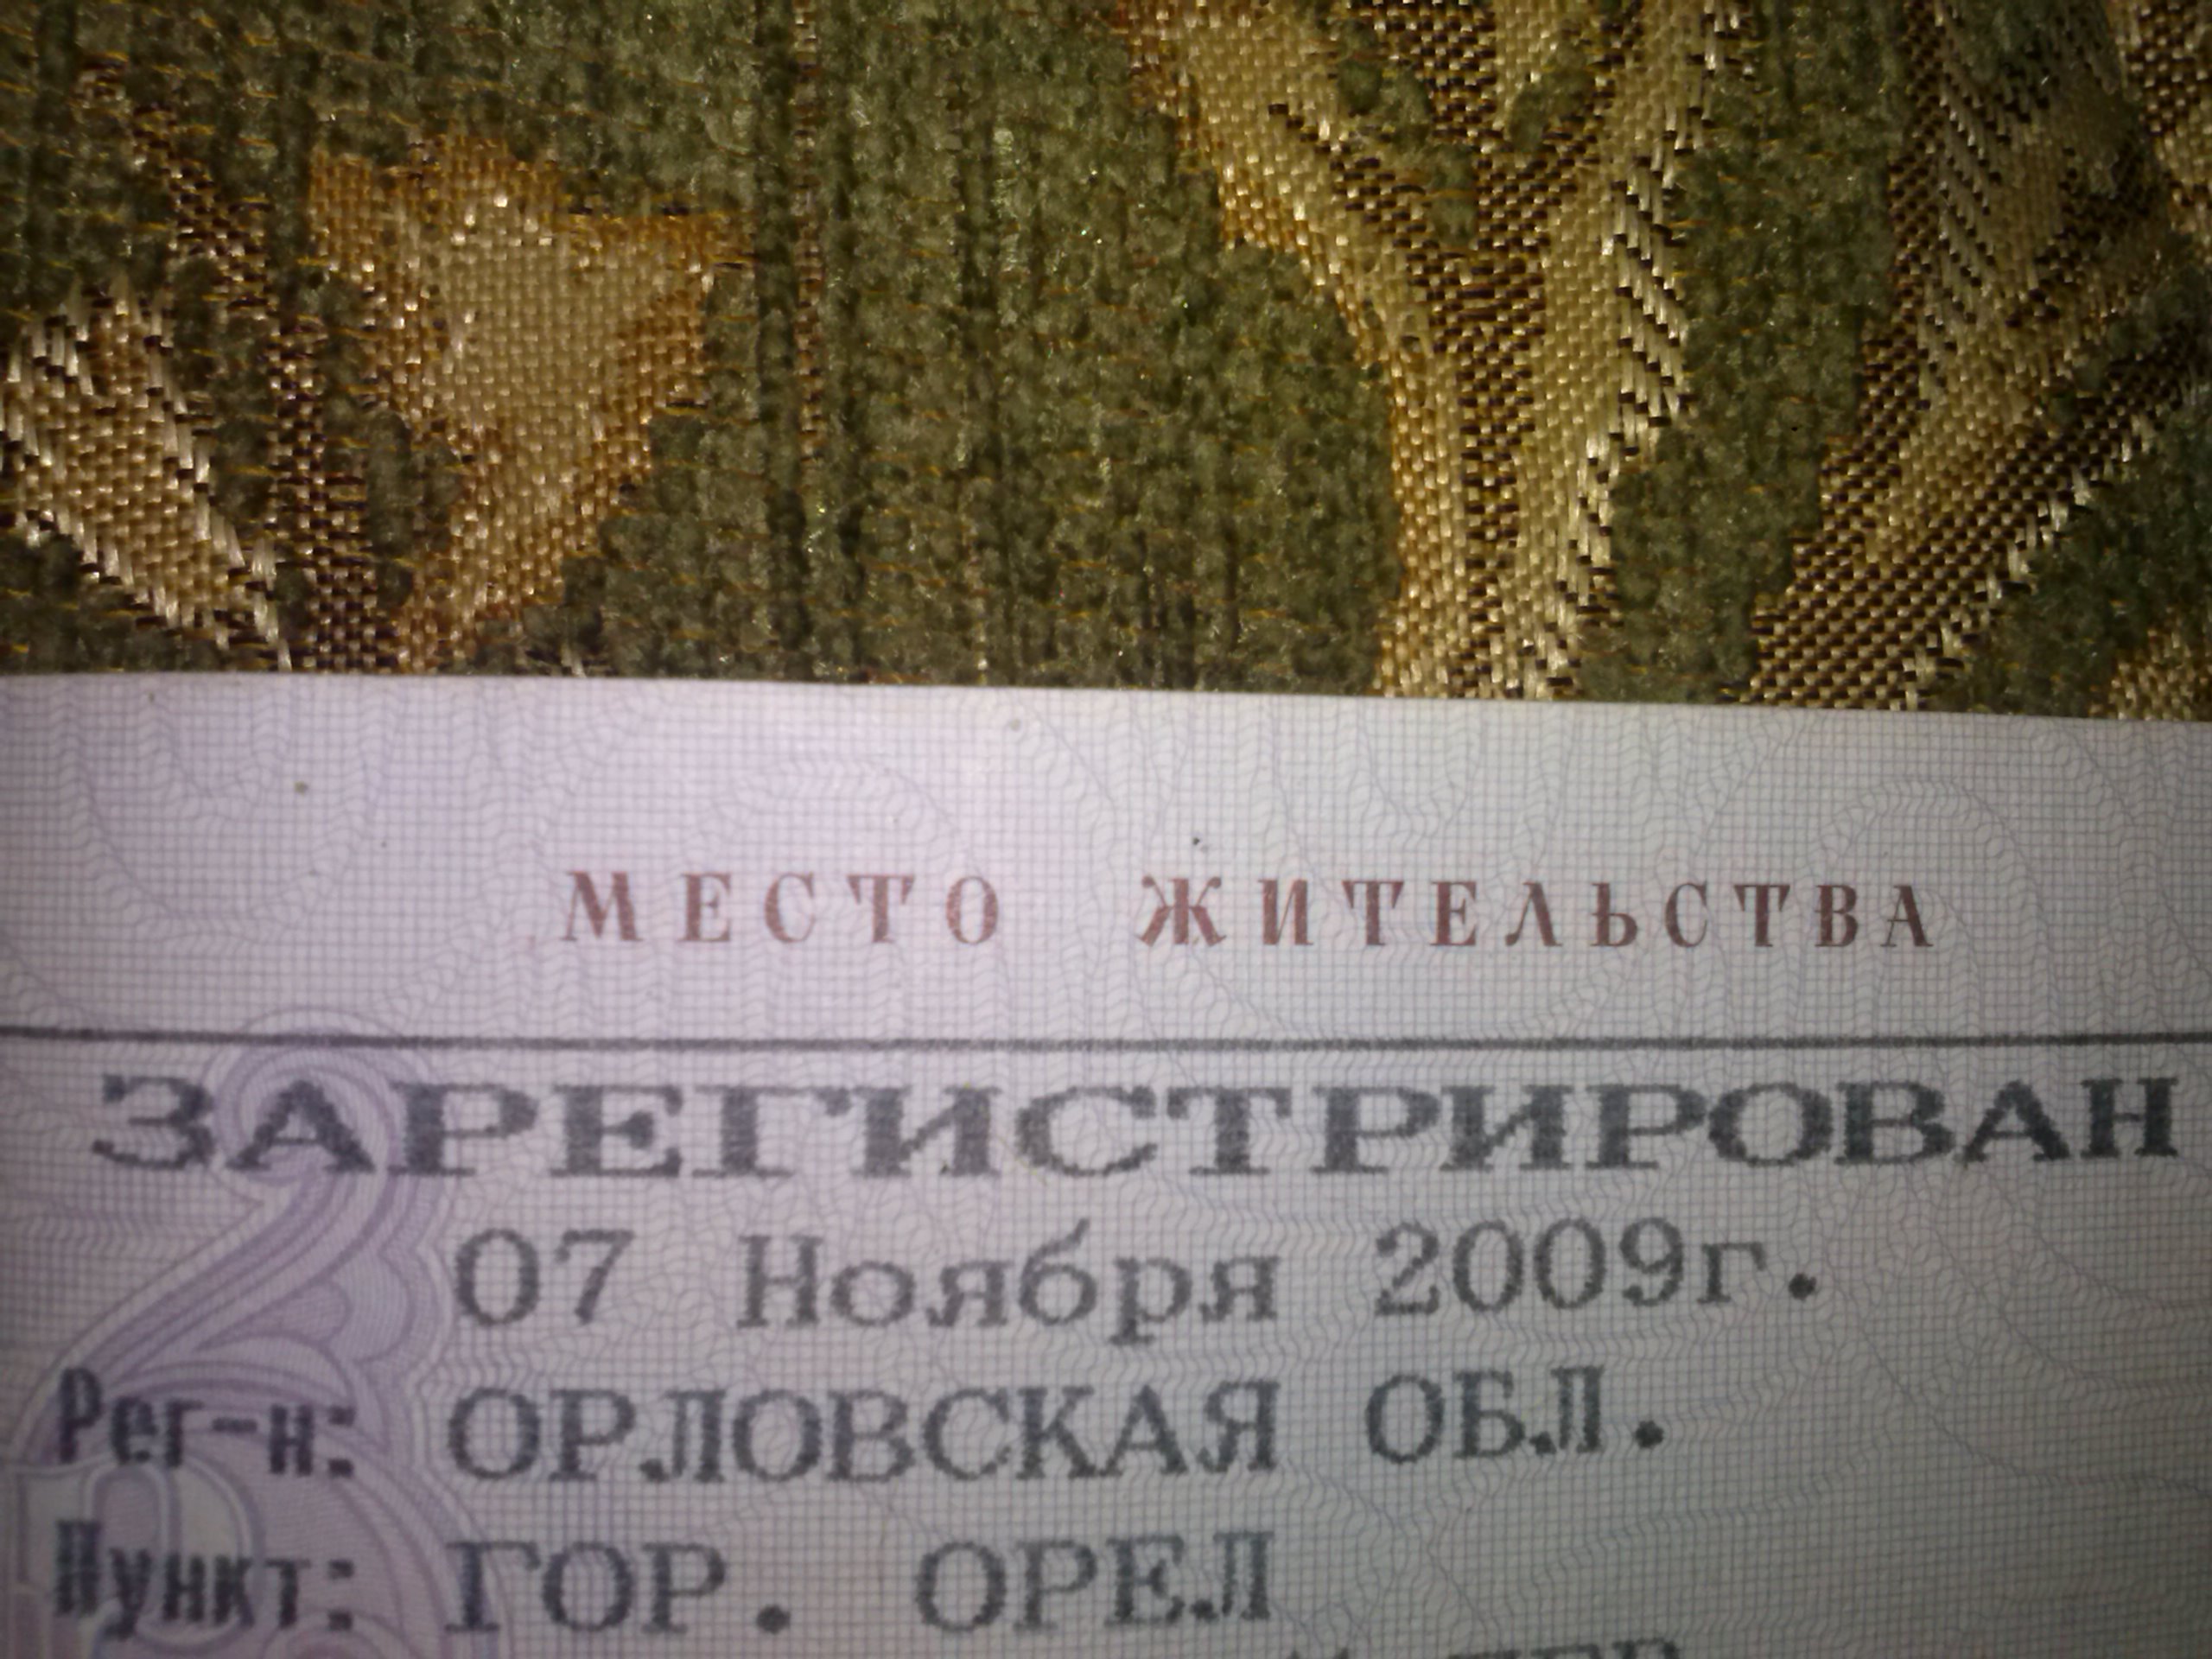 МЕСТО ЖИТЕЛЬСТВА
ЗАРЕГИСТРИРОВАН
07 Ноября 2009г.
Рег-н: ОРЛОВСКАЯ ОБЛ.
Пункт: ГОР. ОРЕЛ